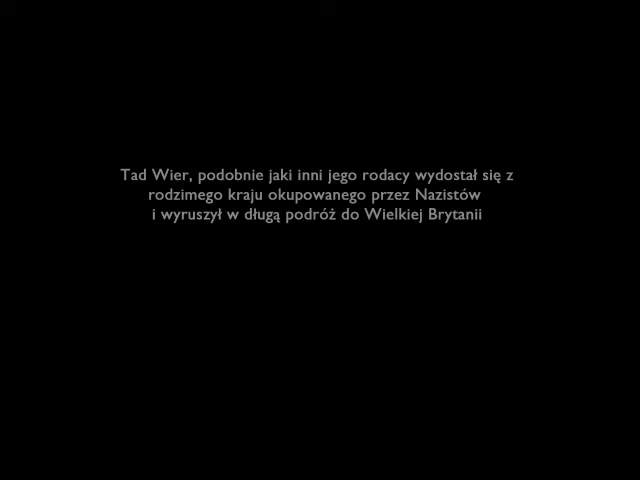 Tad Wier, podobnie jaki inni jego rodacy wydostał się z
rodzimego kraju okupowanego przez Nazistów
i wyruszył w długą podróż do Wielkiej Brytanii